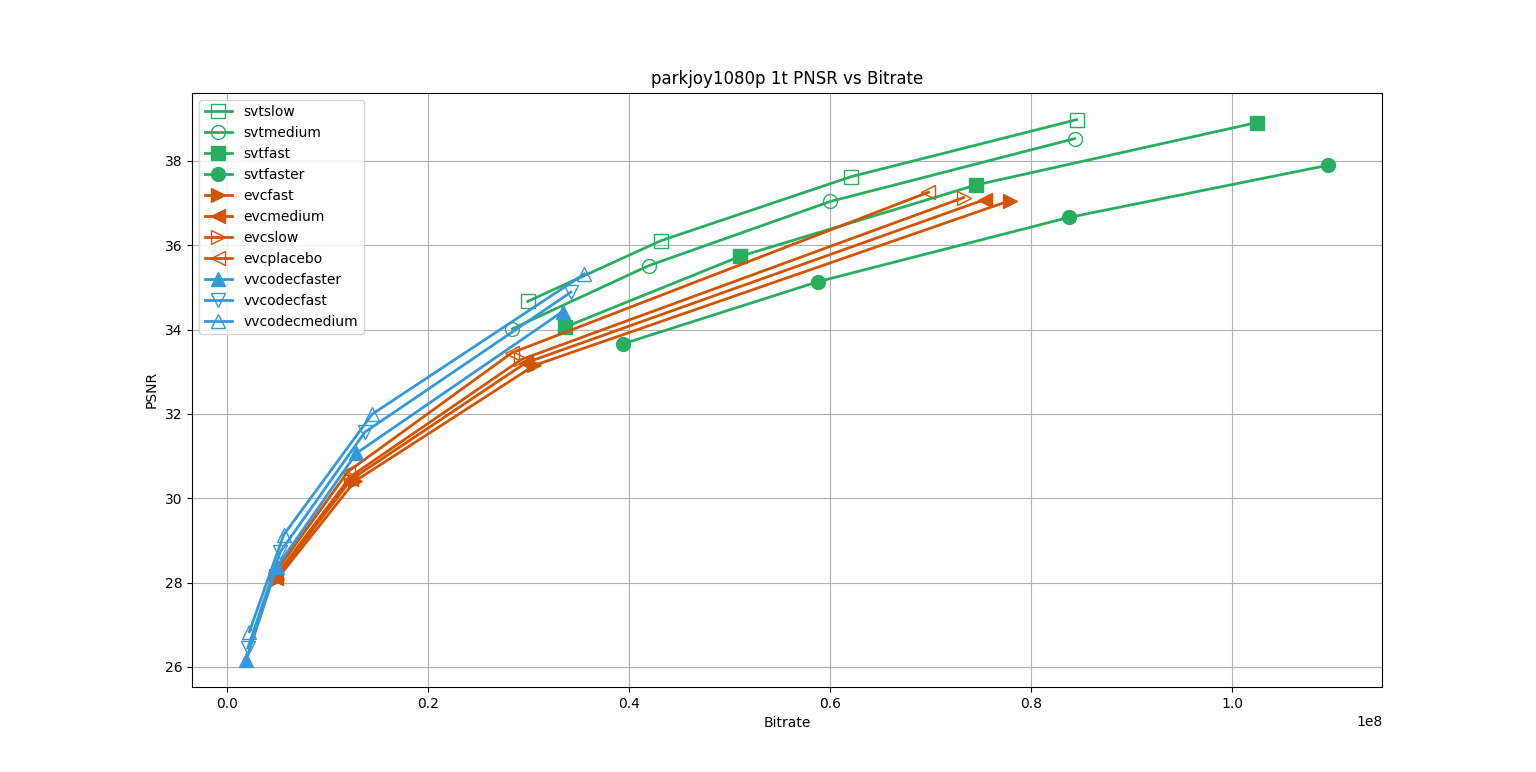 parkjoy1080p 1t PNSR vs Bitrate
svtslow
svtmedium
svtfast
svtfaster
evcfast
evcmedium
evcslow
evcplacebo
vvcodecfaster
vvcodecfast
vvcodecmedium
38
36
34
32
30
28
26
PSNR
0.0 0.2 0.4 0.6 0.8 1.0
Bitrate
1e8